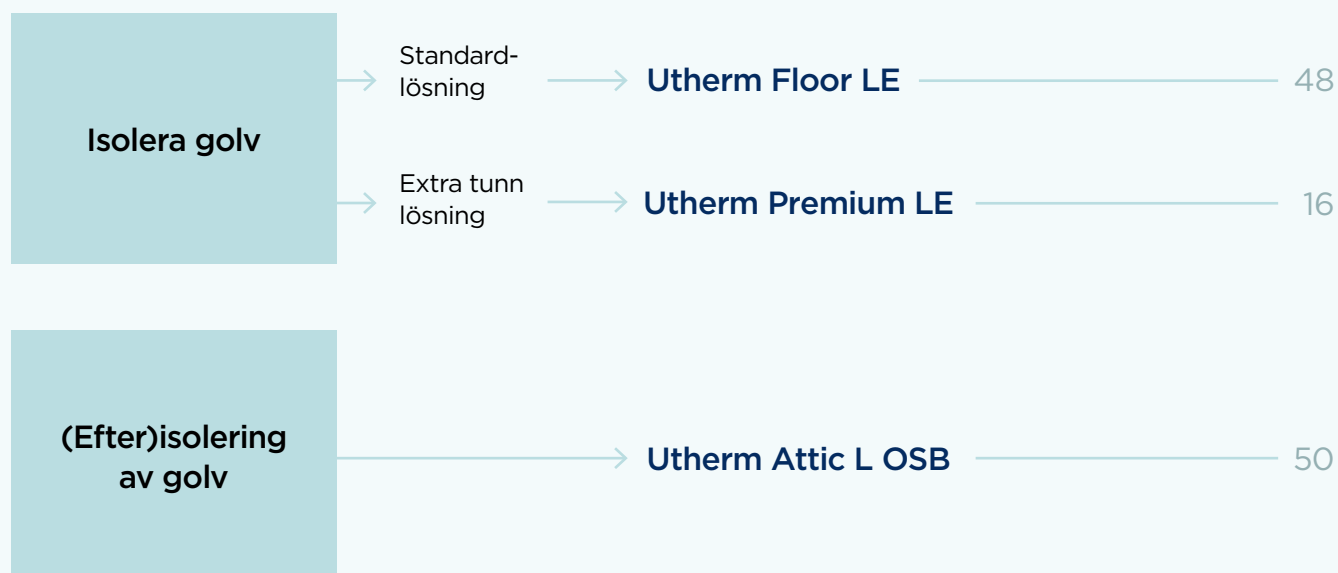 Isolera golv
Standard-
lösning
Utherm Floor LE
48
Extra tunn
lösning
Utherm Premium LE
16
(Efter)isolering
av golv
Utherm Attic L OSB
50